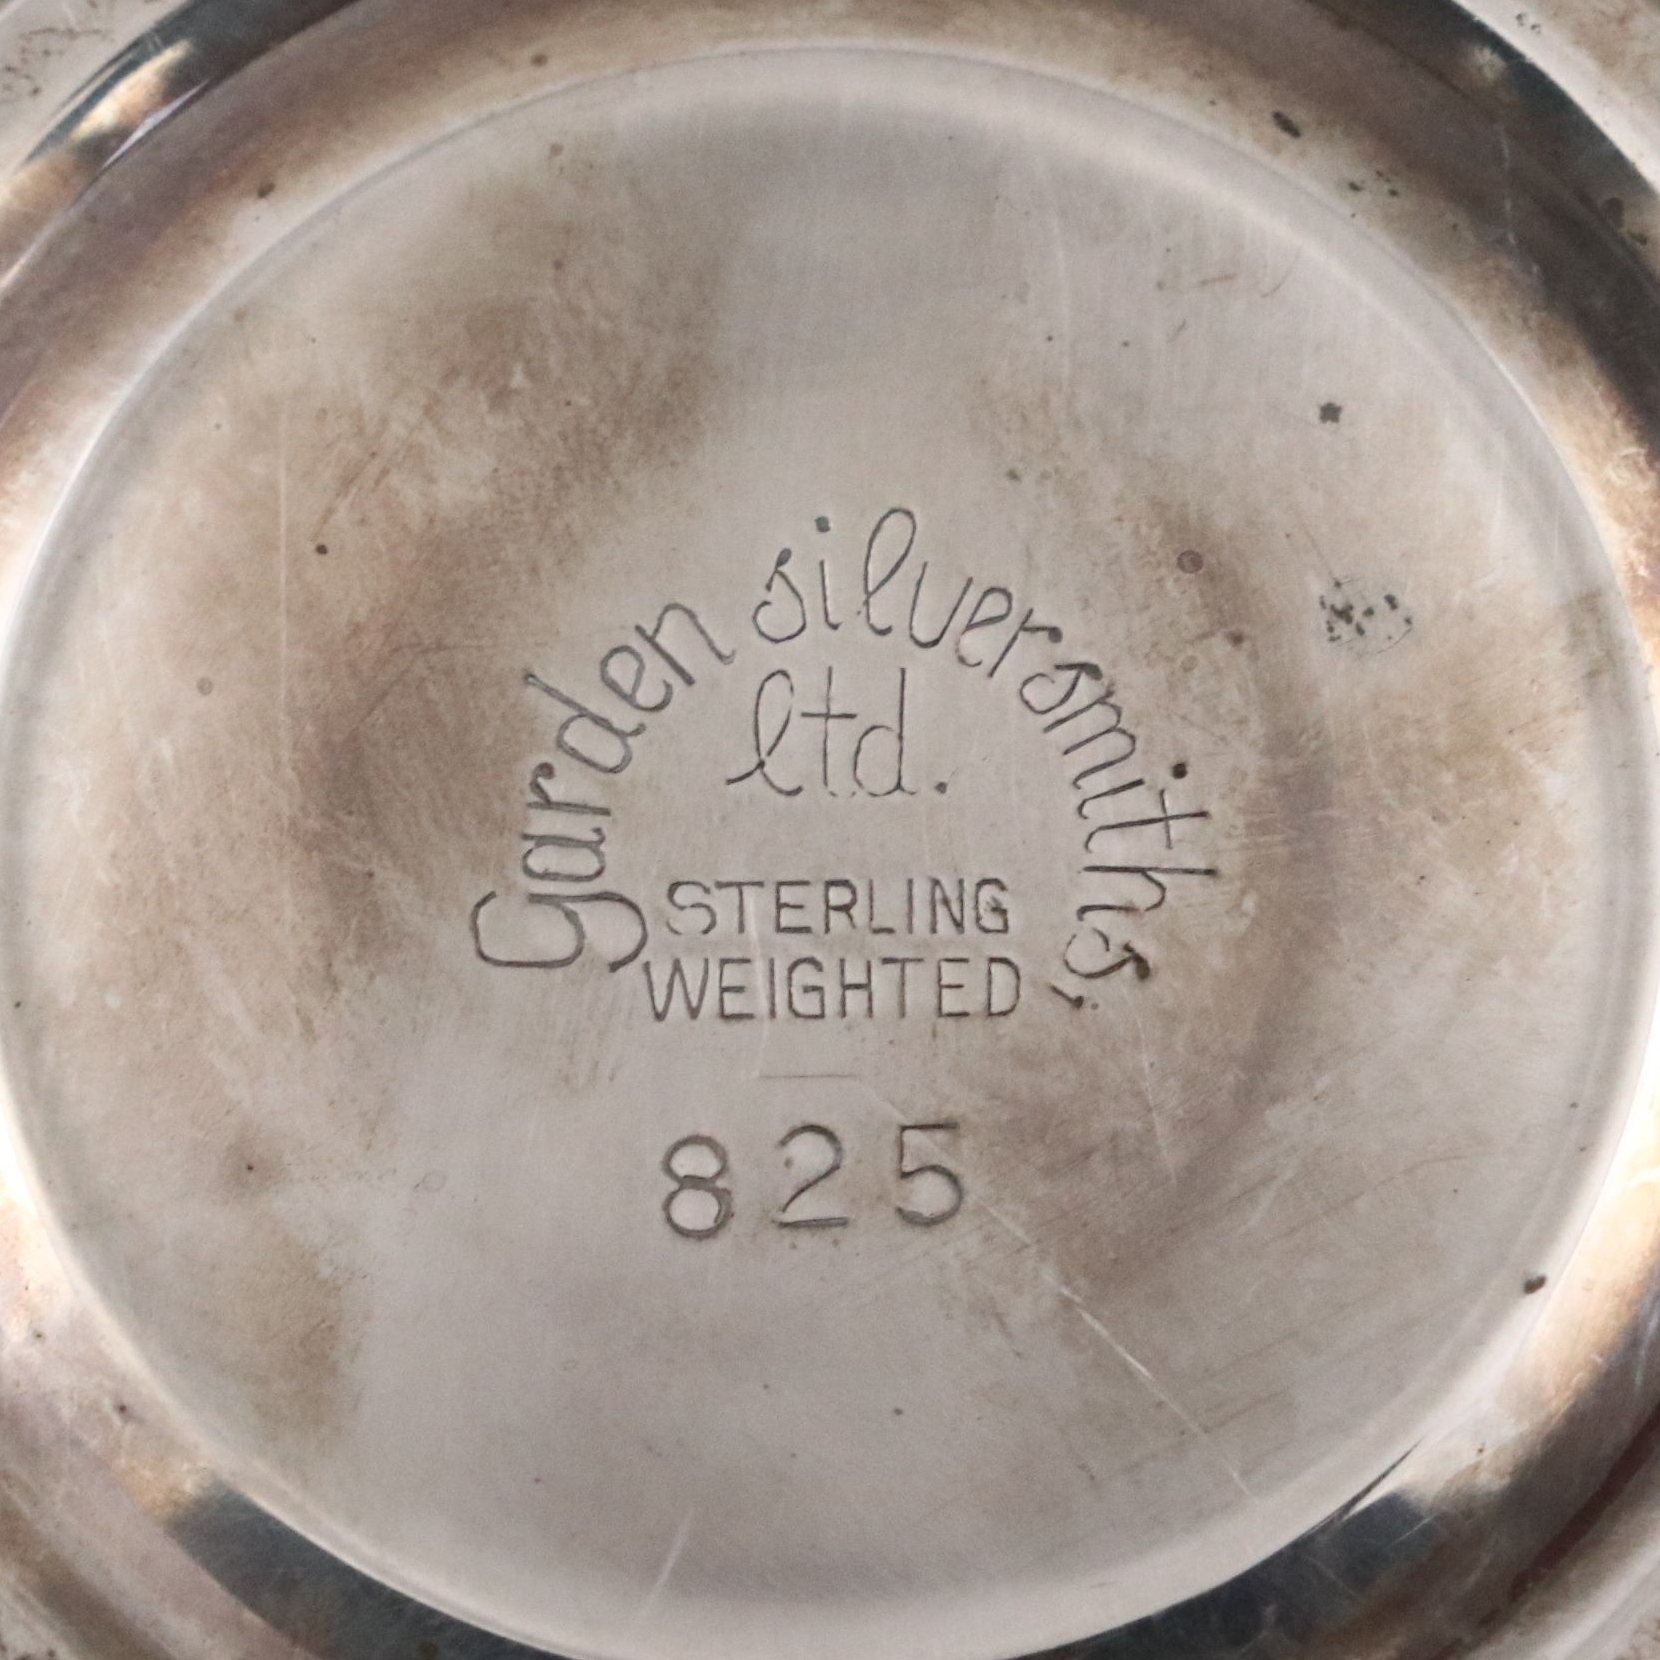 Garden silversmiths,
ltd.
STERLING
WEIGHTED
825